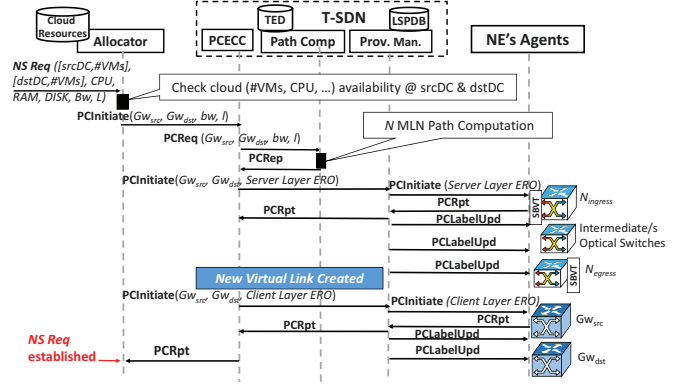 Cloud
Resources
Allocator
T-SDN
TED
LSPDB
PCECC
Path Comp
Prov. Man.
NE's Agents
NS Req ([srcDC,#VMs],
[dstDC,#VMs], CPU,
RAM, DISK, Bw, L)
Check cloud (#VMs, CPU, ...) availability @ srcDC & dstDC
PCInitiate(Gwsrc, Gwdst, bw, l)
PCReq (Gwsrc, Gwdst, bw, l)
N MLN Path Computation
PCRep
PCInitiate(Gwsrc, Gwdst, Server Layer ERO)
PCInitiate (Server Layer ERO)
PCRpt
PCRpt
PCLabelUpd
SBVT
Ningress
PCLabelUpd
Intermediate/s
Optical Switches
New Virtual Link Created
PCLabelUpd
SBVT
Negress
PCInitiate(Gwsrc, Gwdst, Client Layer ERO)
PCInitiate (Client Layer ERO)
PCRpt
PCRpt
PCLabelUpd
Gwsrc
NS Req
established
PCRpt
PCLabelUpd
Gwdst